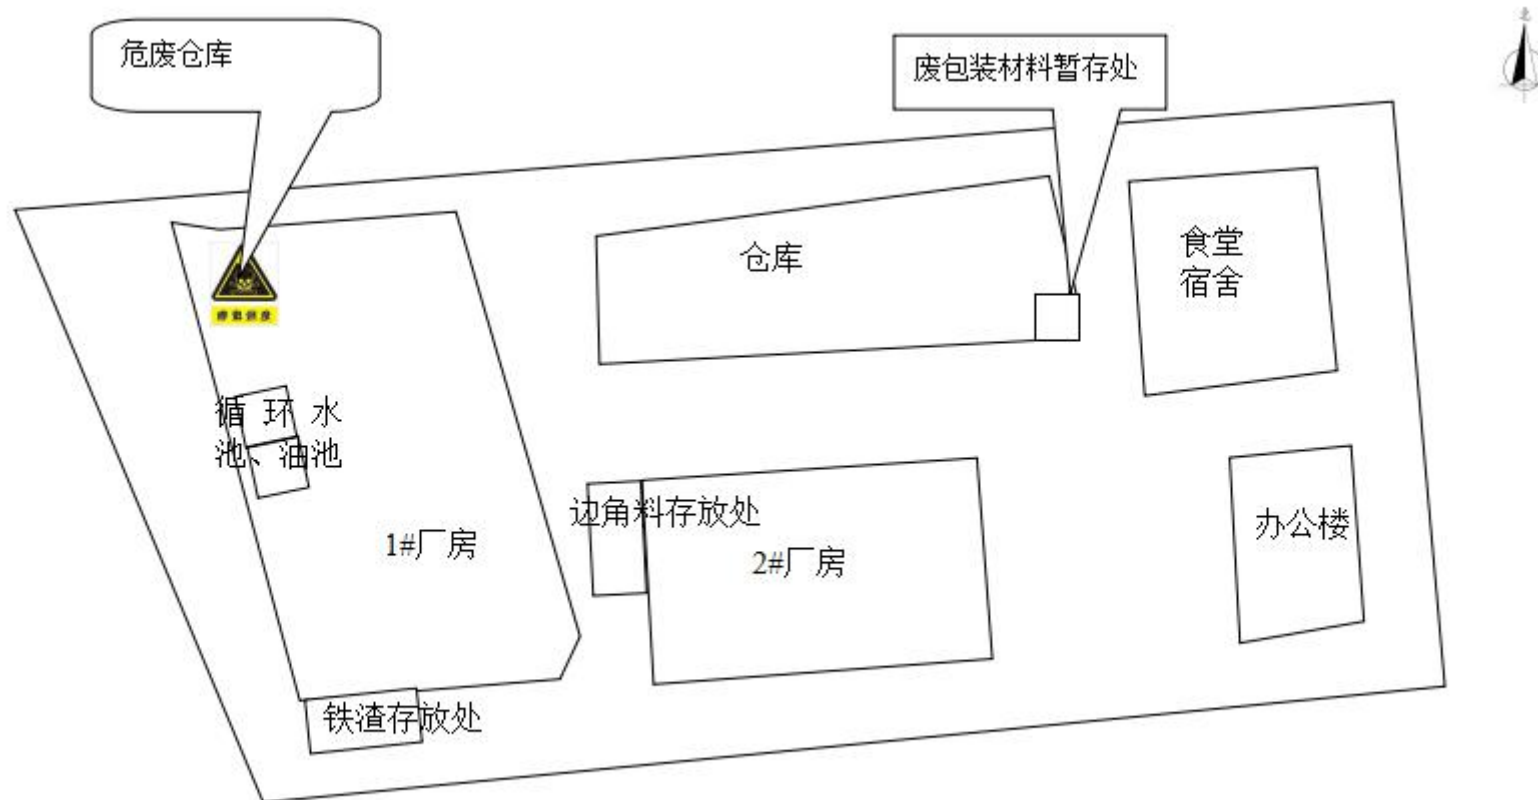 北
危废仓库
废包装材料暂存处
仓库
食堂
宿舍
循环水
池、油池
边角料存放处
1#厂房
2#厂房
办公楼
铁渣存放处